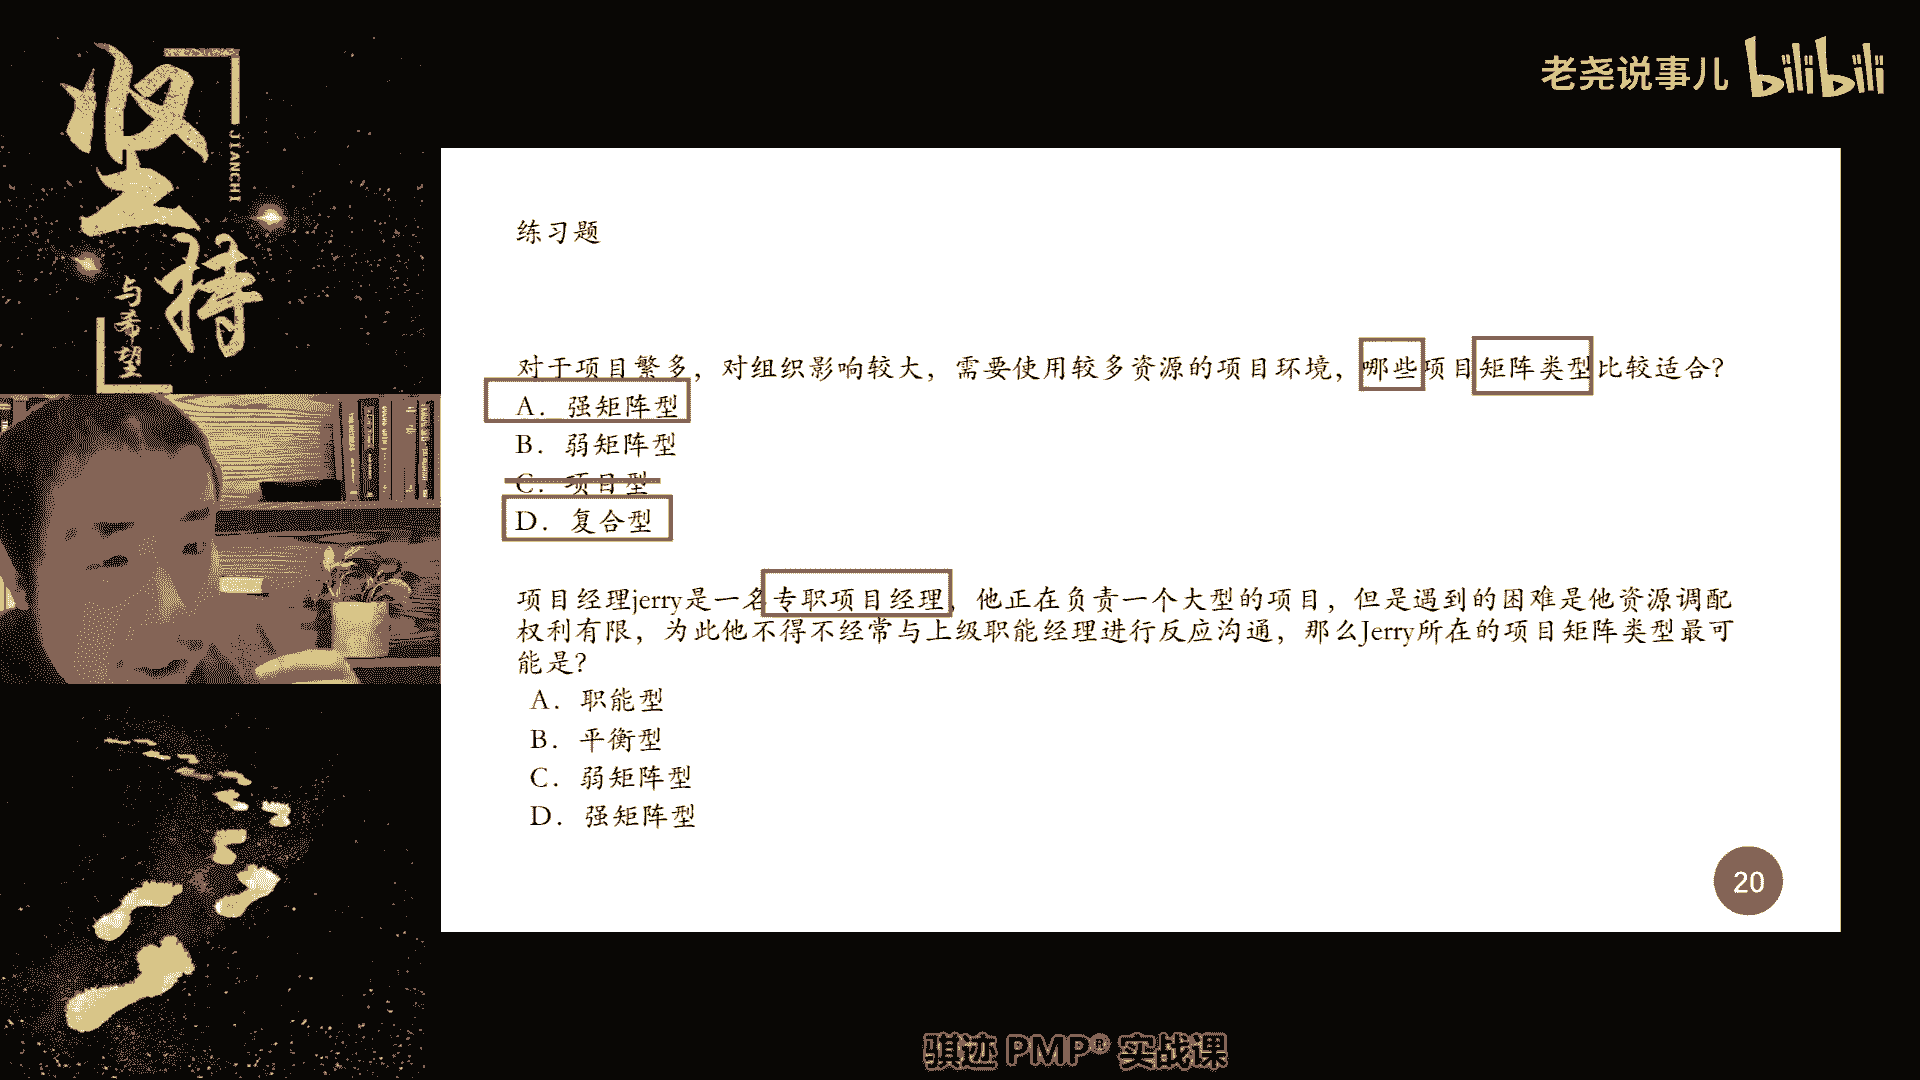 坚持
JIANCHI
与希望
老尧说事儿 bilibili
练习题
对于项目繁多，对组织影响较大，需要使用较多资源的项目环境，哪些项目矩阵类型比较适合？
A．强矩阵型
B．弱矩阵型
C．项目型
D．复合型
项目经理jerry是一名专职项目经理，他正在负责一个大型的项目，但是遇到的困难是他资源调配
权利有限，为此他不得不经常与上级职能经理进行反应沟通，那么Jerry所在的项目矩阵类型最可
能是？
A．职能型
B．平衡型
C．弱矩阵型
D．强矩阵型
20
骐迹 PMP® 实战课